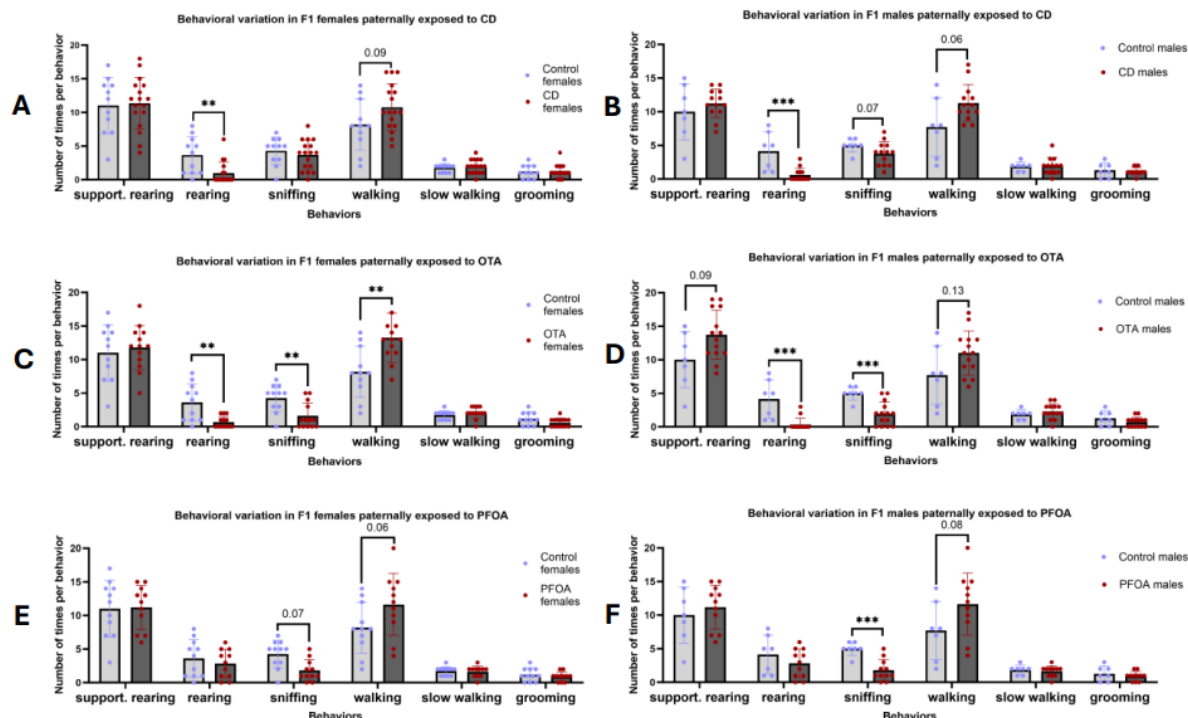 Behavioral variation in F1 females paternally exposed to CD
A
Number of times per behavior
20
15
10
5
0
**
0.09
Control
females
CD
females
support. rearing rearing sniffing walking slow walking grooming
Behaviors
Behavioral variation in F1 males paternally exposed to CD
B
Number of times per behavior
20
15
10
5
0
***
0.07
0.06
Control males
CD males
support. rearing rearing sniffing walking slow walking grooming
Behaviors
Behavioral variation in F1 females paternally exposed to OTA
C
Number of times per behavior
20
15
10
5
0
**
**
**
Control
females
OTA
females
support. rearing rearing sniffing walking slow walking grooming
Behaviors
Behavioral variation in F1 males paternally exposed to OTA
D
Number of times per behavior
20
15
10
5
0
0.09
***
***
0.13
Control males
OTA males
support. rearing rearing sniffing walking slow walking grooming
Behaviors
Behavioral variation in F1 females paternally exposed to PFOA
E
Number of times per behavior
20
15
10
5
0
0.07
0.06
Control
females
PFOA
females
support. rearing rearing sniffing walking slow walking grooming
Behaviors
Behavioral variation in F1 males paternally exposed to PFOA
F
Number of times per behavior
20
15
10
5
0
***
0.08
Control males
PFOA males
support. rearing rearing sniffing walking slow walking grooming
Behaviors